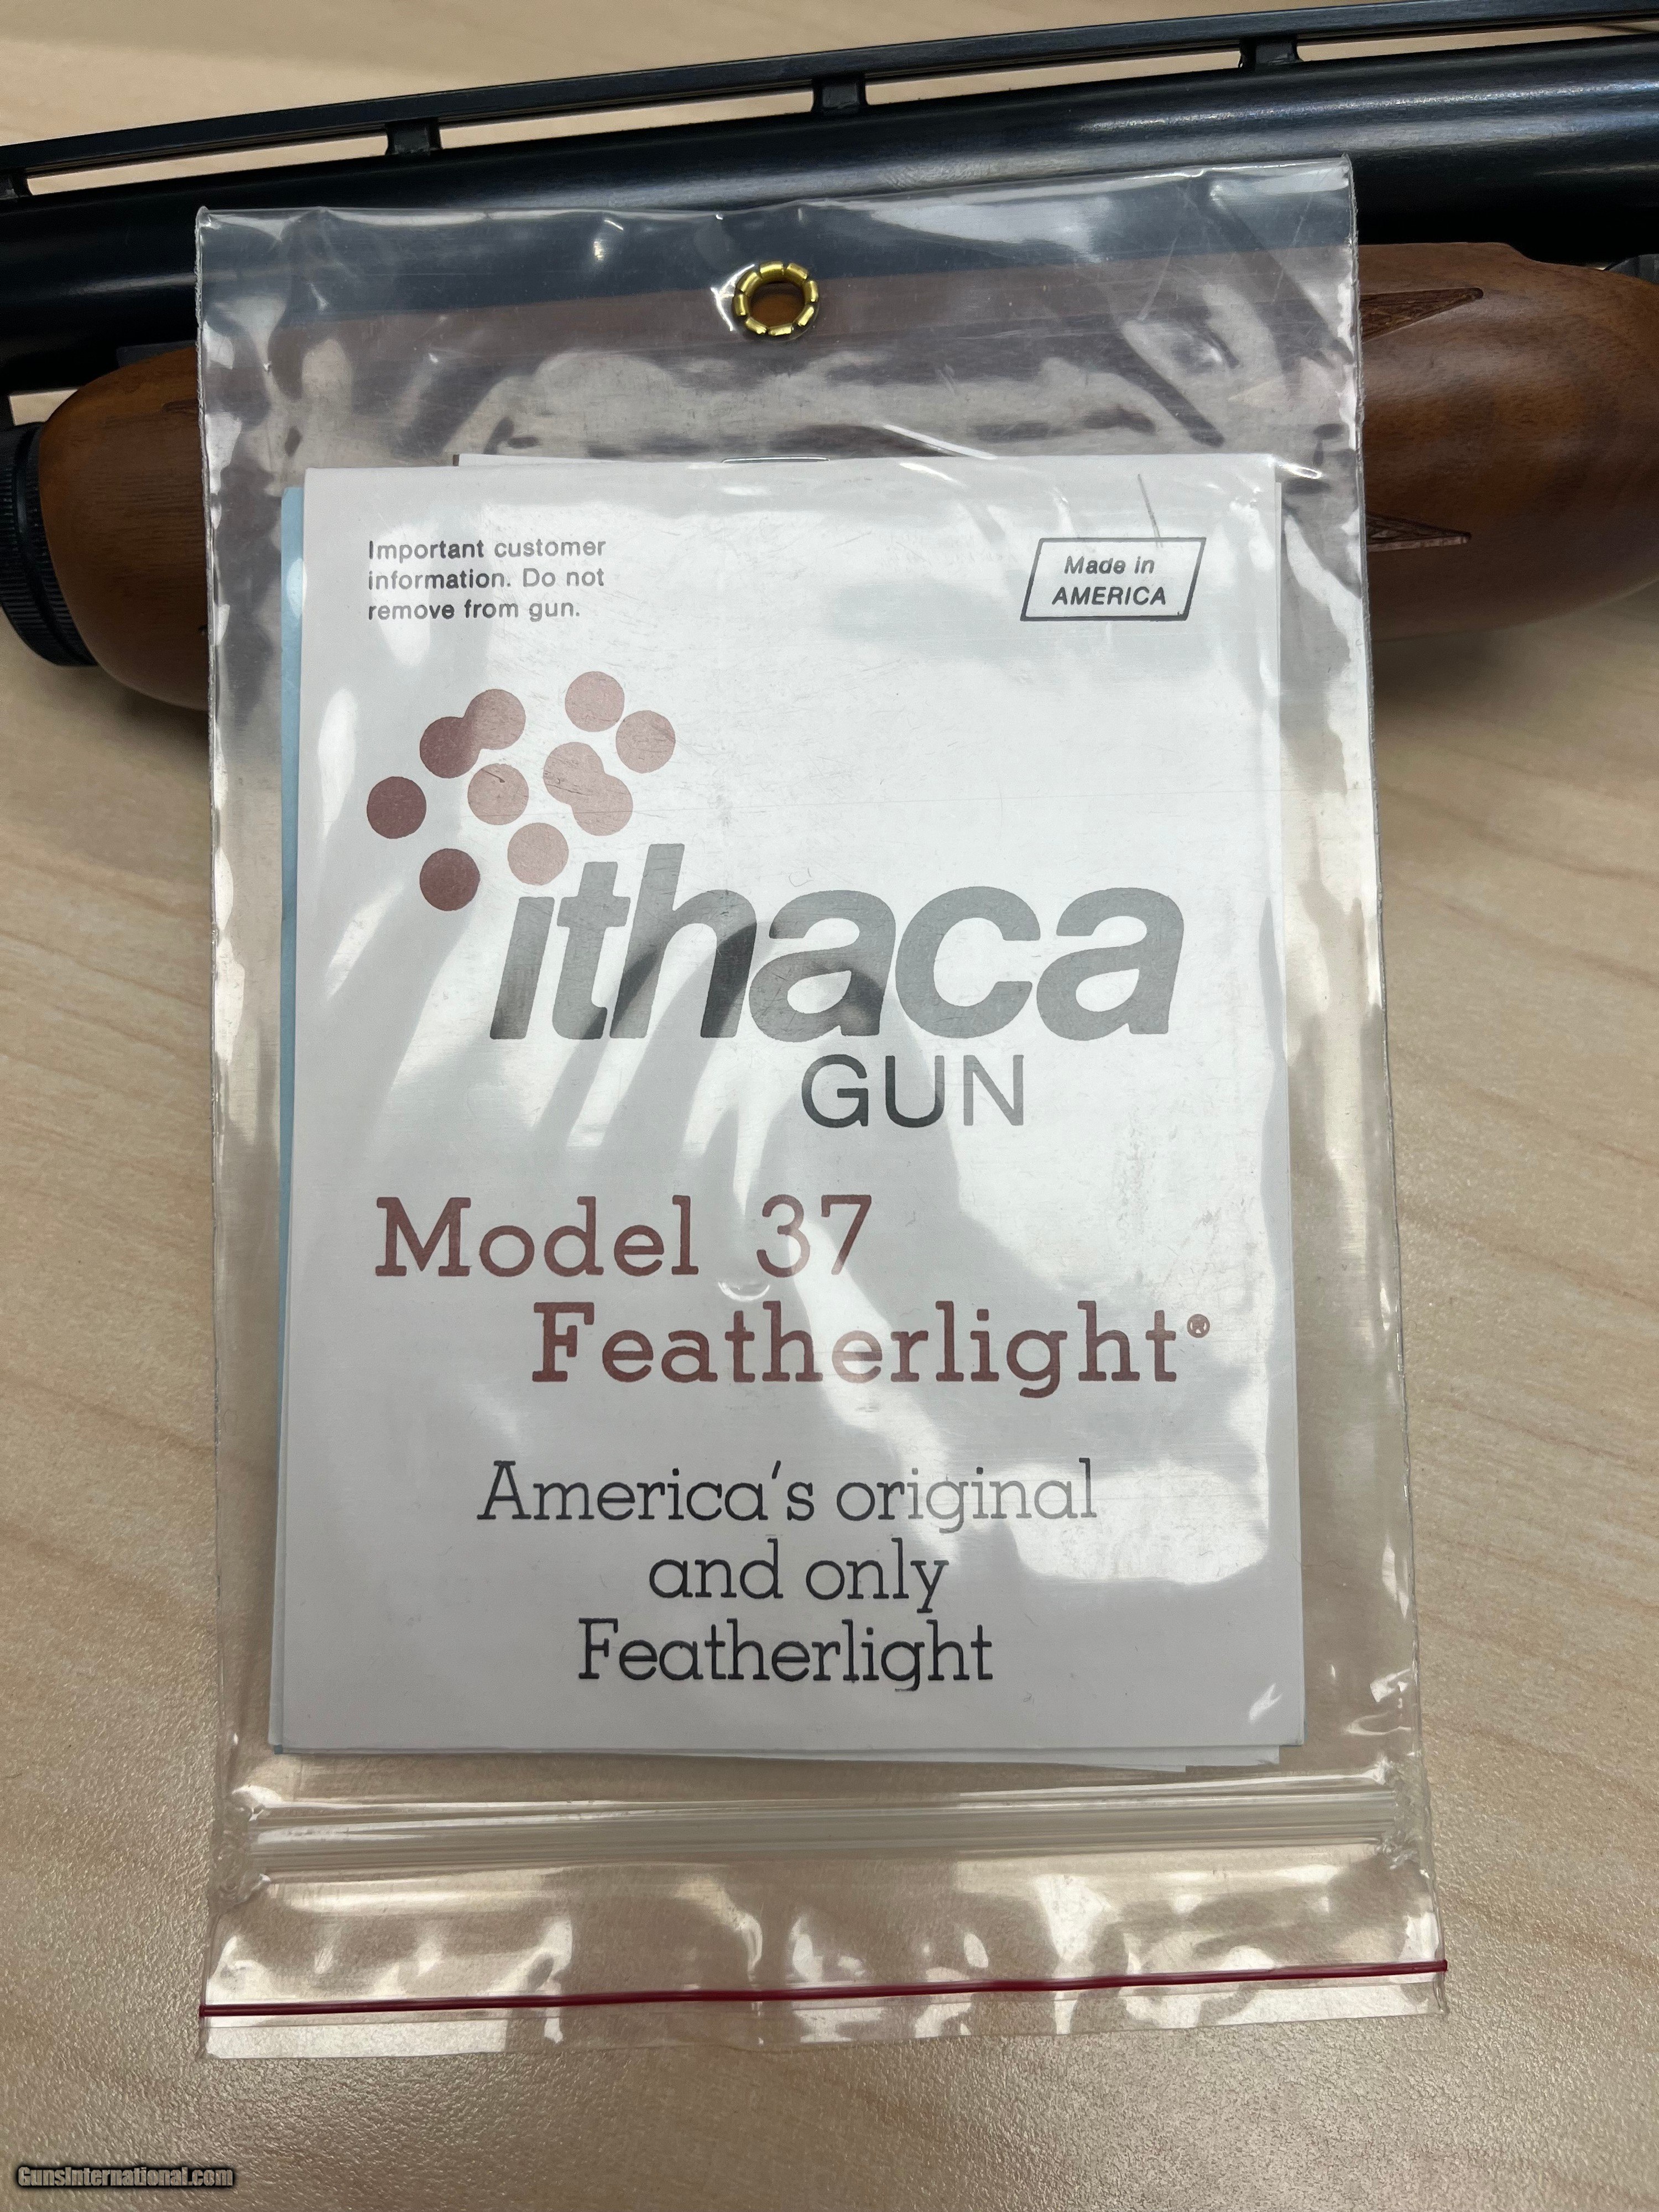 Important customer
information. Do not
remove from gun.
Made in
AMERICA
ithaca
GUN
Model 37
Featherlight®
America's original
and only
Featherlight
GunsInternational.com